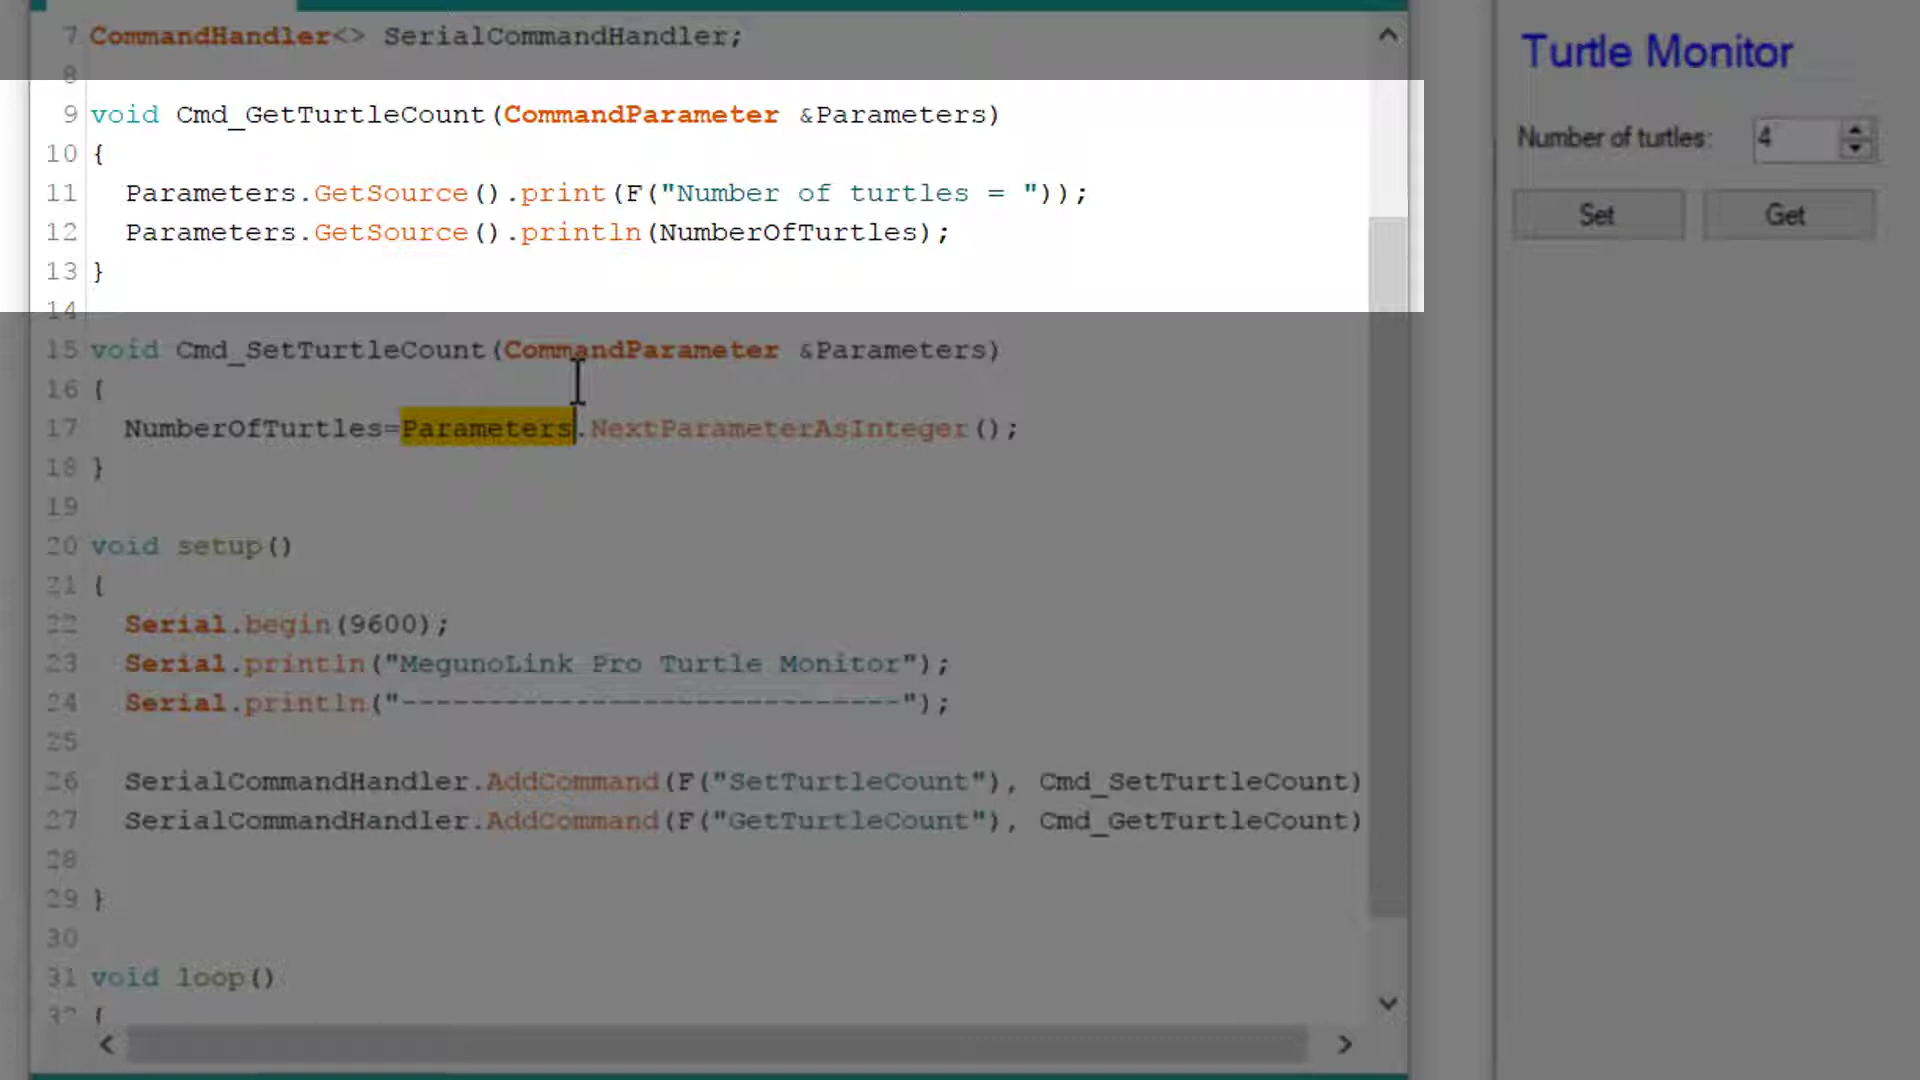 7 CommandHandler<> SerialCommandHandler;
8
9 void Cmd_GetTurtleCount(CommandParameter &Parameters)
10 {
11 Parameters.GetSource().print(F("Number of turtles = "));
12 Parameters.GetSource().println(NumberOfTurtles);
13 }
14
15 void Cmd_SetTurtleCount(CommandParameter &Parameters)
16 {
17 NumberOfTurtles=Parameters.NextParameterAsInteger();
18 }
19
20 void setup()
21 {
22 Serial.begin(9600);
23 Serial.println("MegunoLink Pro Turtle Monitor");
24 Serial.println("-----------------------------");
25
26 SerialCommandHandler.AddCommand(F("SetTurtleCount"), Cmd_SetTurtleCount)
27 SerialCommandHandler.AddCommand(F("GetTurtleCount"), Cmd_GetTurtleCount)
28
29 }
30
31 void loop()
32 {
Turtle Monitor
Number of turtles: 4
Set Get